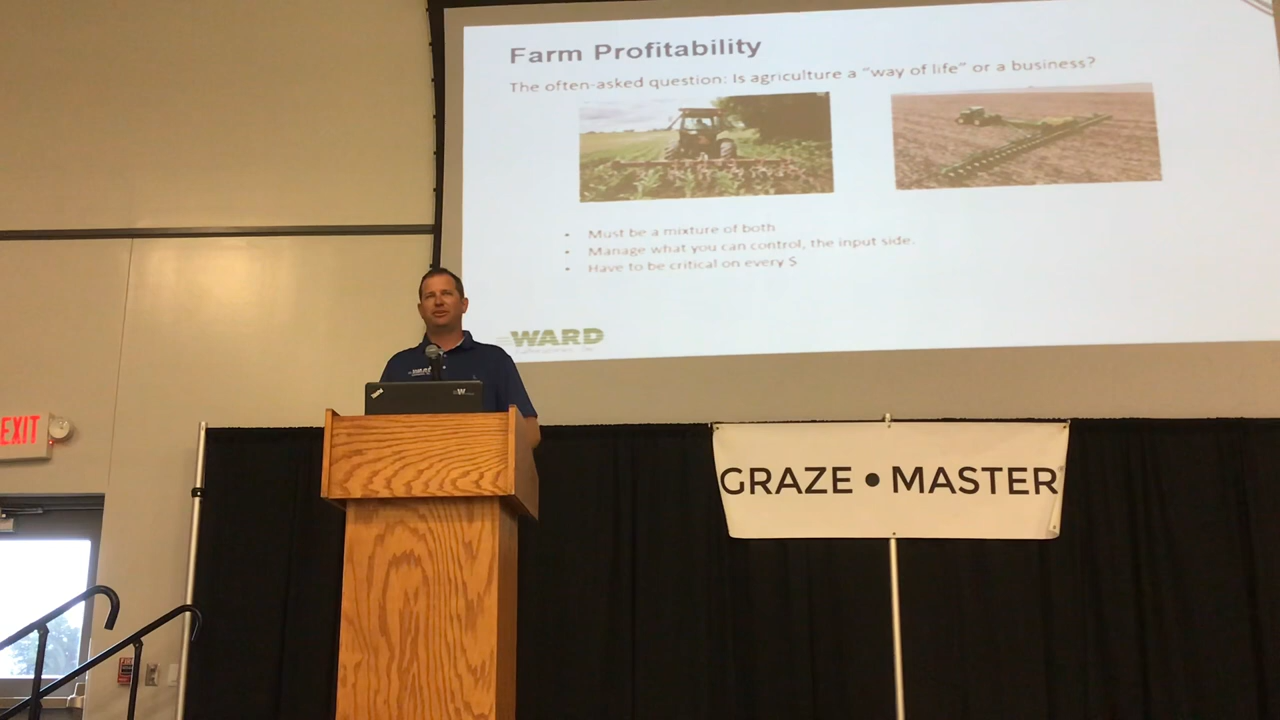 Farm Profitability
The often-asked question: Is agriculture a “way of life” or a business?
• Must be a mixture of both
• Manage what you can control, the input side.
• Have to be critical on every $
WARD
WARD
EXIT
GRAZE • MASTER